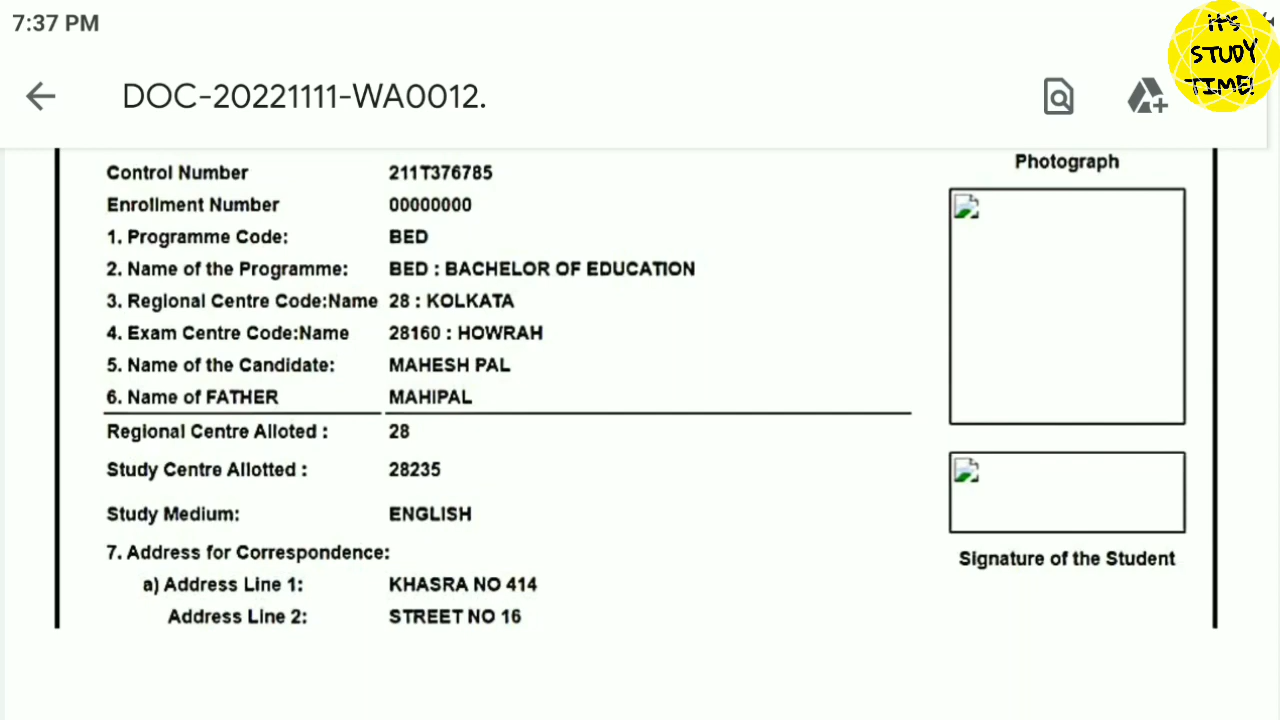 7:37 PM
IT'S
STUDY
TIME!
DOC-20221111-WA0012.
Photograph
Control Number 211T376785
Enrollment Number 00000000
1. Programme Code: BED
2. Name of the Programme: BED : BACHELOR OF EDUCATION
3. Regional Centre Code:Name 28 : KOLKATA
4. Exam Centre Code:Name 28160 : HOWRAH
5. Name of the Candidate: MAHESH PAL
6. Name of FATHER MAHIPAL
Regional Centre Alloted : 28
Study Centre Allotted : 28235
Study Medium: ENGLISH
7. Address for Correspondence:
Signature of the Student
a) Address Line 1: KHASRA NO 414
Address Line 2: STREET NO 16